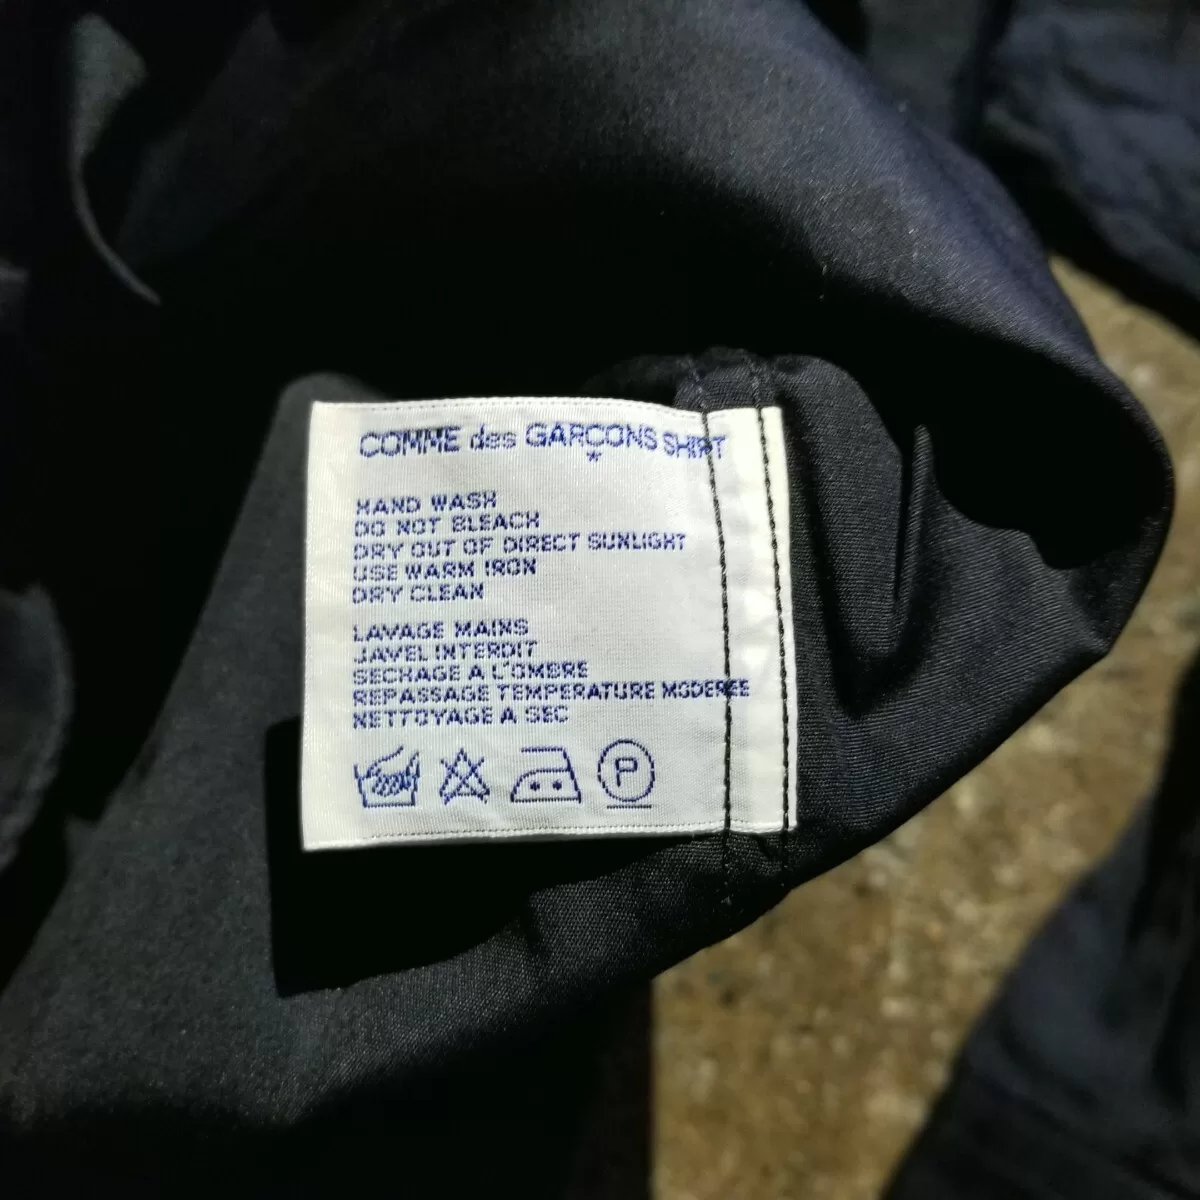 COMME des GARÇONS SHIRT
HAND WASH
DO NOT BLEACH
DRY OUT OF DIRECT SUNLIGHT
USE WARM IRON
DRY CLEAN
LAVAGE MAINS
JAVEL INTERDIT
SECHAGE A L'OMBRE
REPASSAGE TEMPERATURE MODEREE
NETTOYAGE A SEC
P